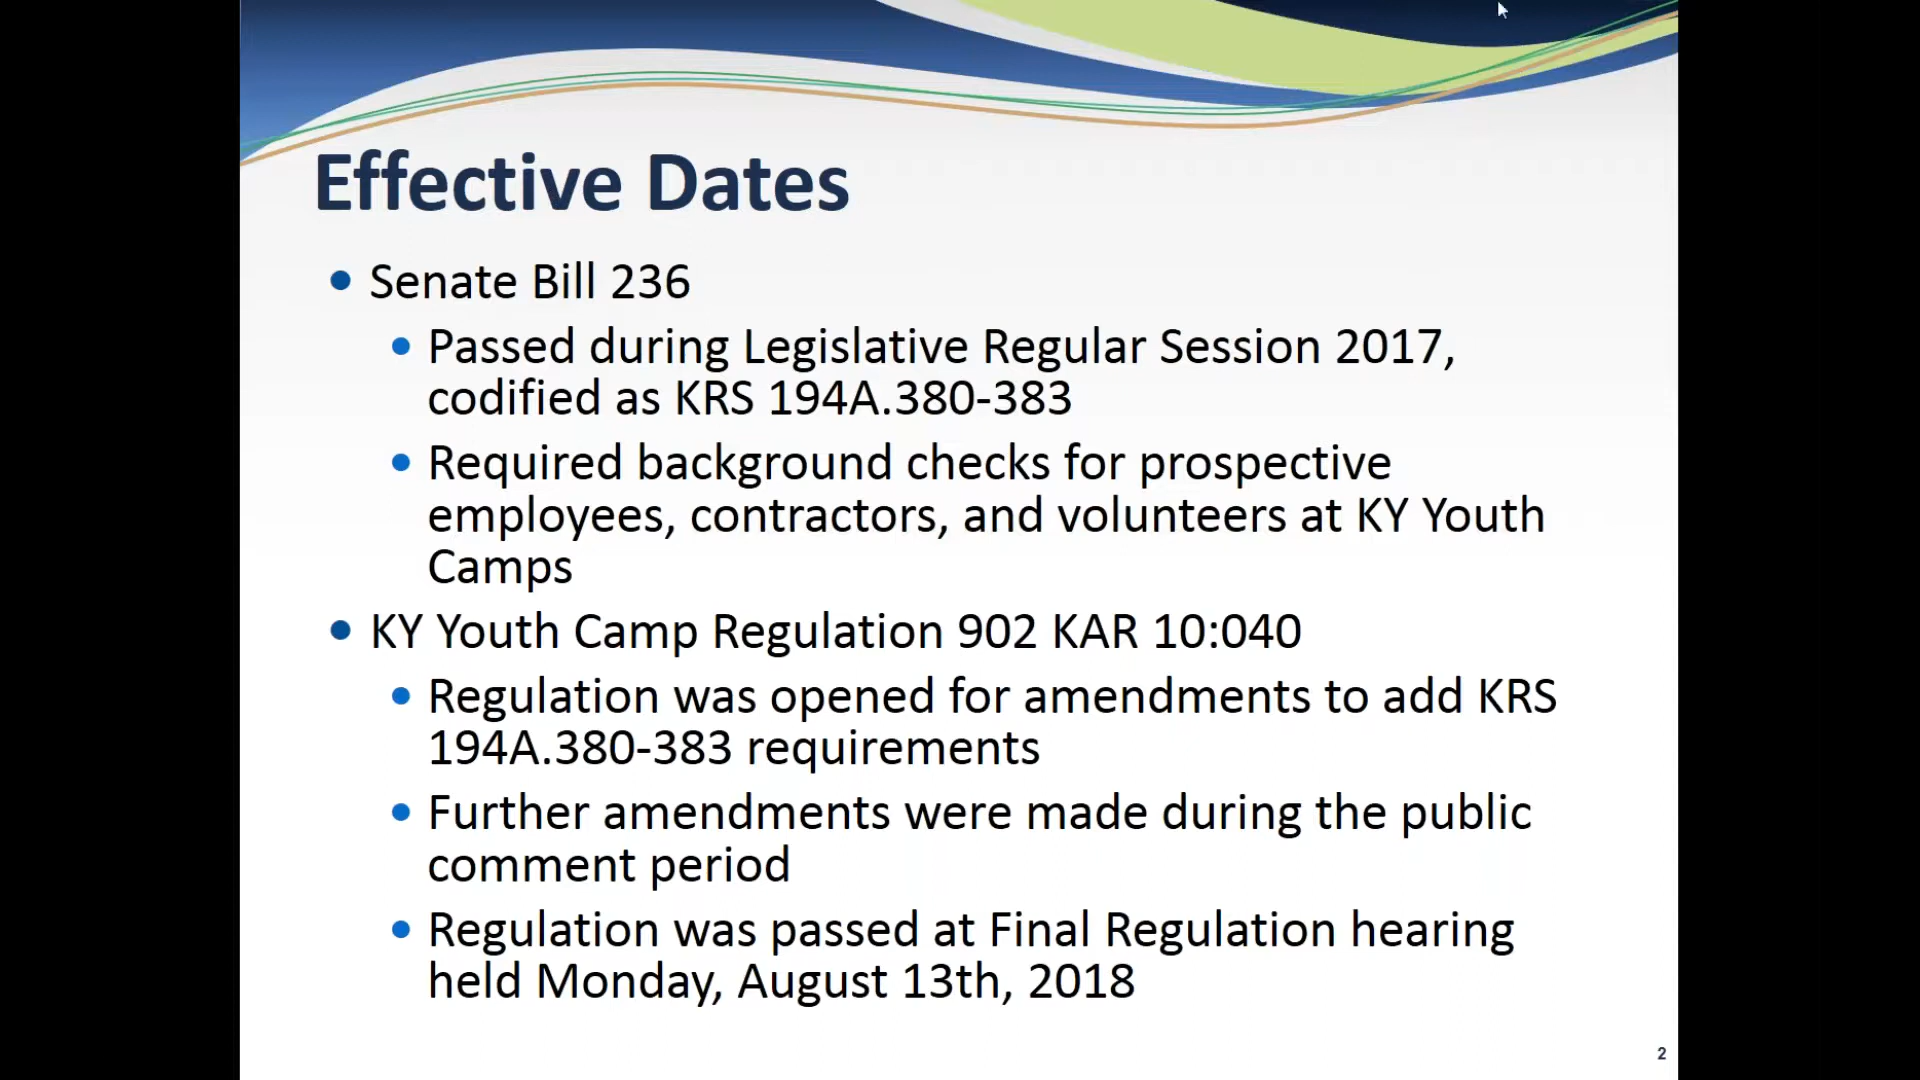 Effective Dates
Senate Bill 236
Passed during Legislative Regular Session 2017,
codified as KRS 194A.380-383
Required background checks for prospective
employees, contractors, and volunteers at KY Youth
Camps
KY Youth Camp Regulation 902 KAR 10:040
Regulation was opened for amendments to add KRS
194A.380-383 requirements
Further amendments were made during the public
comment period
Regulation was passed at Final Regulation hearing
held Monday, August 13th, 2018
2